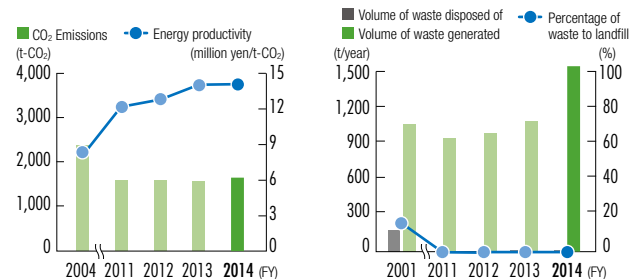 CO₂ Emissions Energy productivity
(t-CO₂) (million yen/t-CO₂)
4,000 15
3,000 12
9
2,000 6
1,000 3
0 0
2004 2011 2012 2013 2014 (FY)
Volume of waste disposed of Percentage of
Volume of waste generated waste to landfill
(t/year) (%)
1,500 100
1,200 80
900 60
600 40
300 20
0 0
2001 2011 2012 2013 2014 (FY)